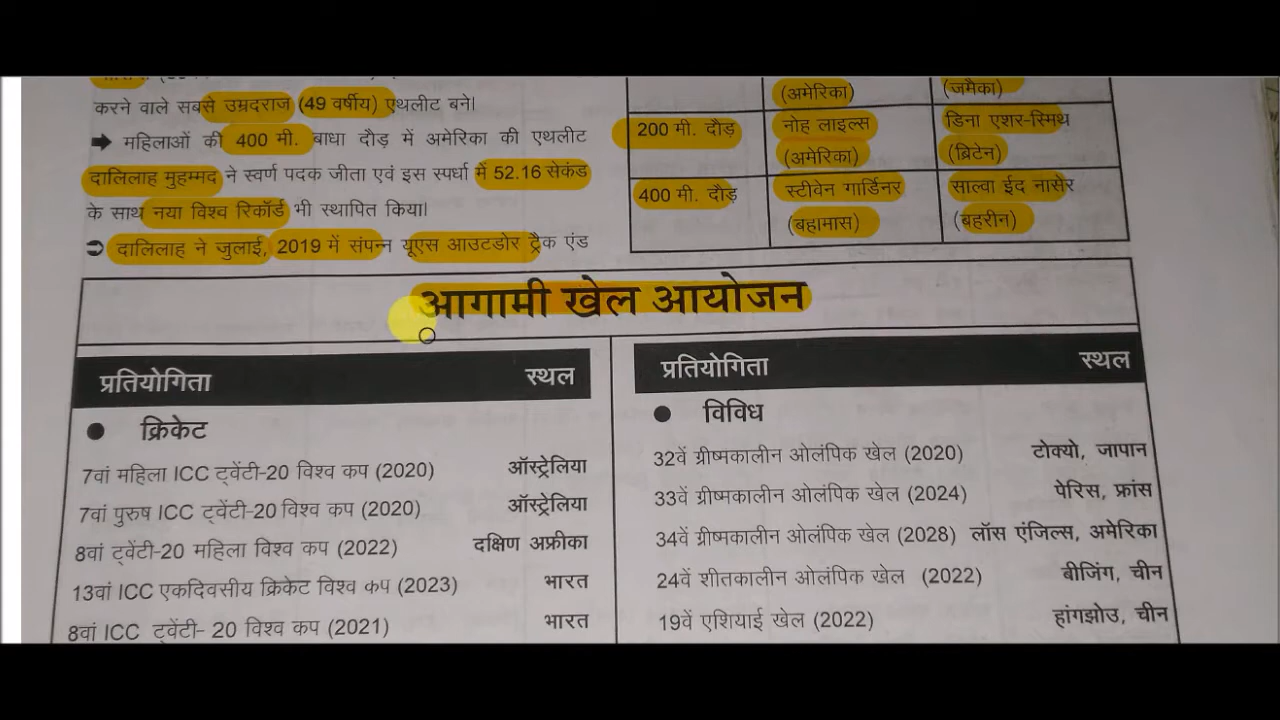 करने वाले सबसे उम्रदराज (49 वर्षीय) एथलीट बने।
➡ महिलाओं की 400 मी. बाधा दौड़ में अमेरिका की एथलीट
दालिलाह मुहम्मद ने स्वर्ण पदक जीता एवं इस स्पर्धा में 52.16 सेकंड
के साथ नया विश्व रिकॉर्ड भी स्थापित किया।
➲ दालिलाह ने जुलाई, 2019 में संपन्न यूएस आउटडोर ट्रैक एंड
(अमेरिका) (जमैका)
200 मी. दौड़ नोह लाइल्स डिना एशर-स्मिथ
(अमेरिका) (ब्रिटेन)
400 मी. दौड़ स्टीवेन गार्डिनर साल्वा ईद नासेर
(बहामास) (बहरीन)
आगामी खेल आयोजन
प्रतियोगिता स्थल
● क्रिकेट
7वां महिला ICC ट्वेंटी-20 विश्व कप (2020) ऑस्ट्रेलिया
7वां पुरुष ICC ट्वेंटी-20 विश्व कप (2020) ऑस्ट्रेलिया
8वां ट्वेंटी-20 महिला विश्व कप (2022) दक्षिण अफ्रीका
13वां ICC एकदिवसीय क्रिकेट विश्व कप (2023) भारत
8वां ICC ट्वेंटी- 20 विश्व कप (2021) भारत
प्रतियोगिता स्थल
● विविध
32वें ग्रीष्मकालीन ओलंपिक खेल (2020) टोक्यो, जापान
33वें ग्रीष्मकालीन ओलंपिक खेल (2024) पेरिस, फ्रांस
34वें ग्रीष्मकालीन ओलंपिक खेल (2028) लॉस एंजिल्स, अमेरिका
24वें शीतकालीन ओलंपिक खेल (2022) बीजिंग, चीन
19वें एशियाई खेल (2022) हांगझोउ, चीन